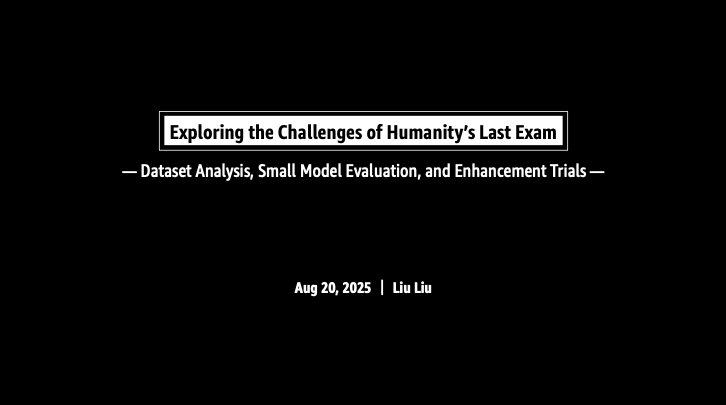 Exploring the Challenges of Humanity’s Last Exam
— Dataset Analysis, Small Model Evaluation, and Enhancement Trials —
Aug 20, 2025 | Liu Liu